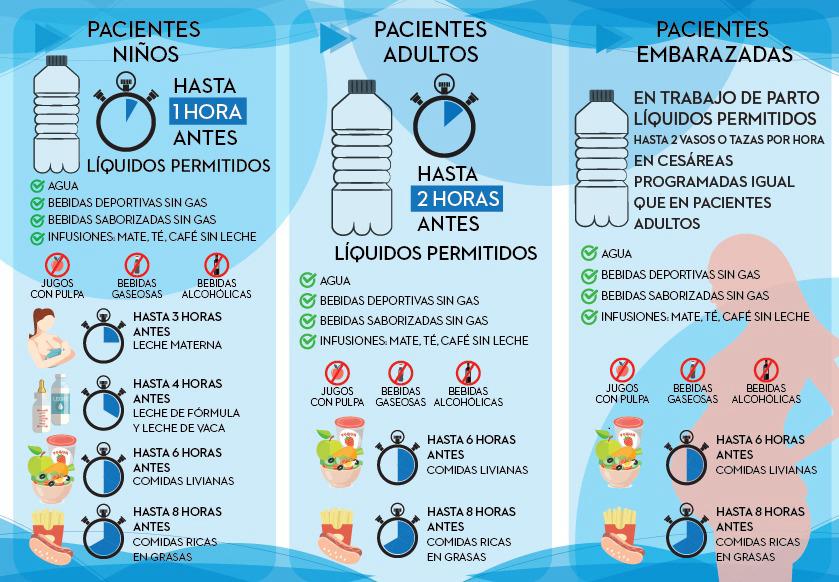 PACIENTES
NIÑOS
HASTA
1 HORA
ANTES
LÍQUIDOS PERMITIDOS
AGUA
BEBIDAS DEPORTIVAS SIN GAS
BEBIDAS SABORIZADAS SIN GAS
INFUSIONES: MATE, TÉ, CAFÉ SIN LECHE
JUGOS
CON PULPA
BEBIDAS
GASEOSAS
BEBIDAS
ALCOHÓLICAS
HASTA 3 HORAS
ANTES
LECHE MATERNA
HASTA 4 HORAS
ANTES
LECHE DE FÓRMULA
Y LECHE DE VACA
HASTA 6 HORAS
ANTES
COMIDAS LIVIANAS
HASTA 8 HORAS
ANTES
COMIDAS RICAS
EN GRASAS
PACIENTES
ADULTOS
HASTA
2 HORAS
ANTES
LÍQUIDOS PERMITIDOS
AGUA
BEBIDAS DEPORTIVAS SIN GAS
BEBIDAS SABORIZADAS SIN GAS
INFUSIONES: MATE, TÉ, CAFÉ SIN LECHE
JUGOS
CON PULPA
BEBIDAS
GASEOSAS
BEBIDAS
ALCOHÓLICAS
HASTA 6 HORAS
ANTES
COMIDAS LIVIANAS
HASTA 8 HORAS
ANTES
COMIDAS RICAS
EN GRASAS
PACIENTES
EMBARAZADAS
EN TRABAJO DE PARTO
LÍQUIDOS PERMITIDOS
HASTA 2 VASOS O TAZAS POR HORA
EN CESÁREAS
PROGRAMADAS IGUAL
QUE EN PACIENTES
ADULTOS
AGUA
BEBIDAS DEPORTIVAS SIN GAS
BEBIDAS SABORIZADAS SIN GAS
INFUSIONES: MATE, TÉ, CAFÉ SIN LECHE
JUGOS
CON PULPA
BEBIDAS
GASEOSAS
BEBIDAS
ALCOHÓLICAS
HASTA 6 HORAS
ANTES
COMIDAS LIVIANAS
HASTA 8 HORAS
ANTES
COMIDAS RICAS
EN GRASAS